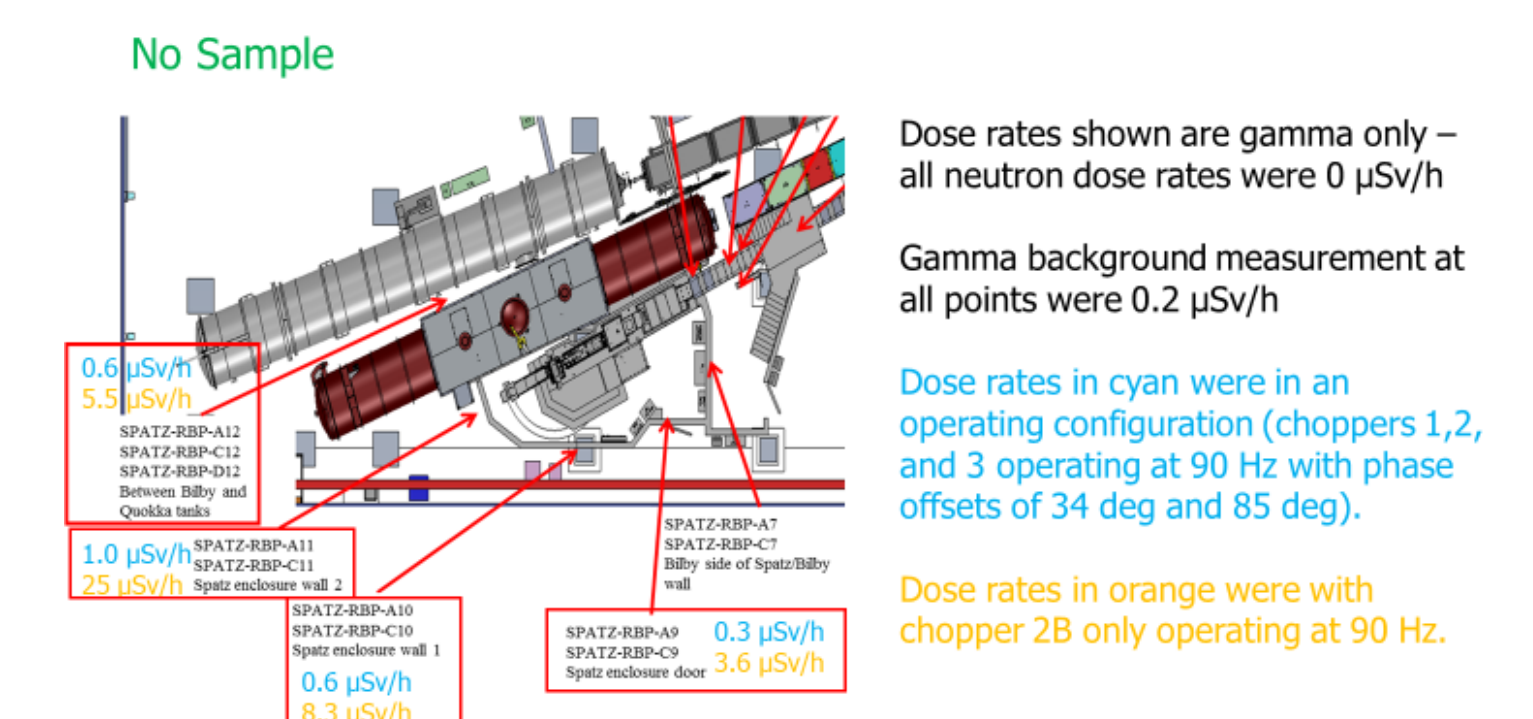 No Sample
Dose rates shown are gamma only –
all neutron dose rates were 0 µSv/h
Gamma background measurement at
all points were 0.2 µSv/h
Dose rates in cyan were in an
operating configuration (choppers 1,2,
and 3 operating at 90 Hz with phase
offsets of 34 deg and 85 deg).
Dose rates in orange were with
chopper 2B only operating at 90 Hz.
0.6 µSv/h
5.5 µSv/h
SPATZ-RBP-A12
SPATZ-RBP-C12
SPATZ-RBP-D12
Between Bilby and
Quokka tanks
1.0 µSv/h
25 µSv/h
SPATZ-RBP-A11
SPATZ-RBP-C11
Spatz enclosure wall 2
SPATZ-RBP-A10
SPATZ-RBP-C10
Spatz enclosure wall 1
0.6 µSv/h
8.3 µSv/h
SPATZ-RBP-A7
SPATZ-RBP-C7
Bilby side of Spatz/Bilby
wall
SPATZ-RBP-A9
SPATZ-RBP-C9
Spatz enclosure door
0.3 µSv/h
3.6 µSv/h